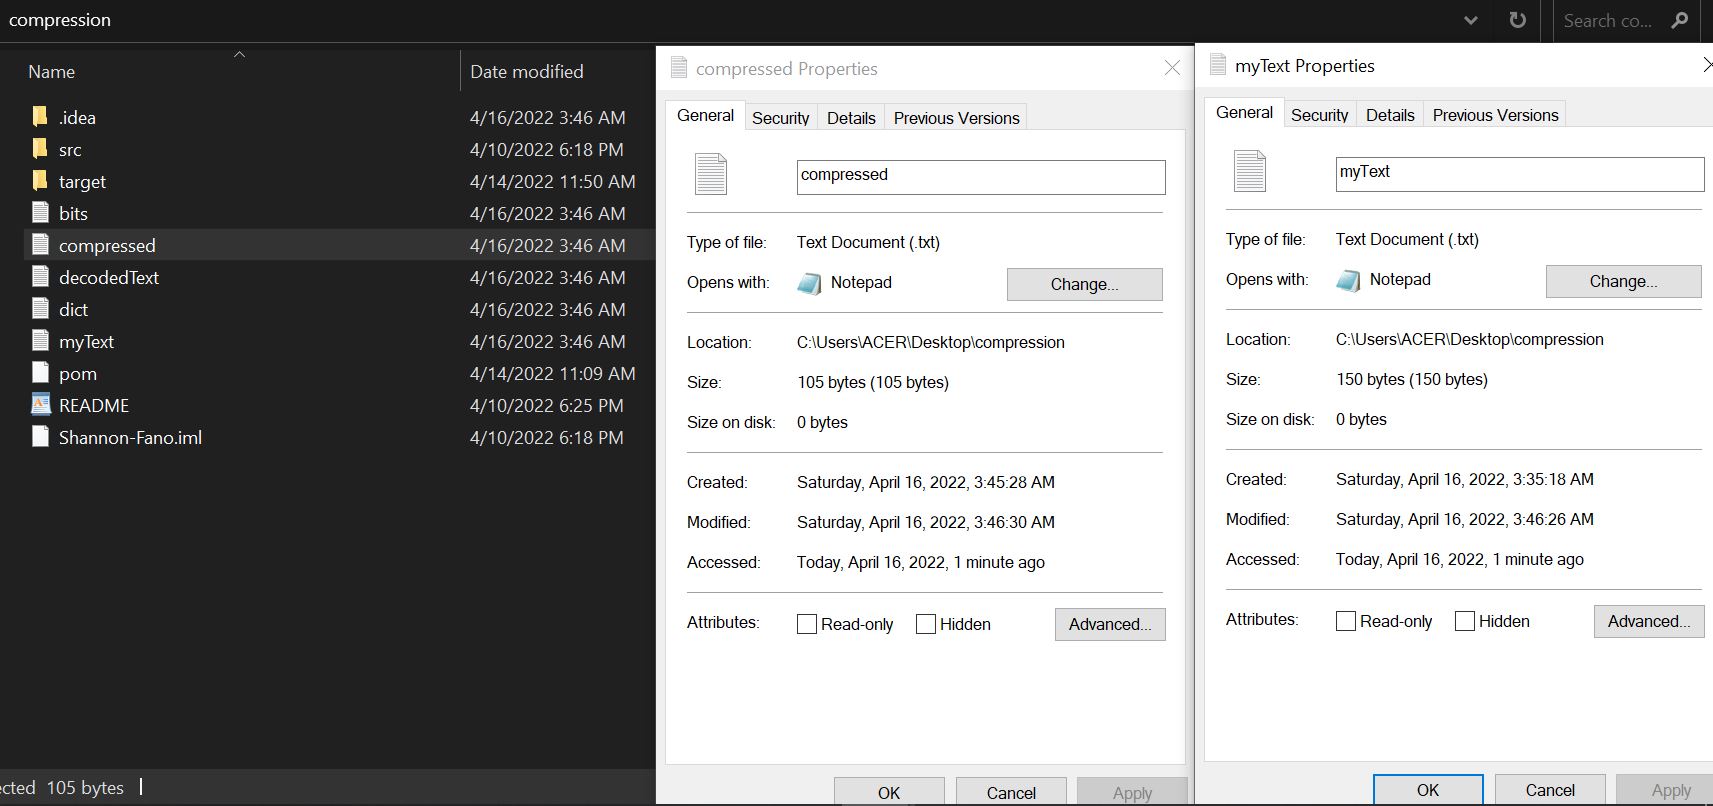 compression
Search co...
Name
Date modified
.idea 4/16/2022 3:46 AM
src 4/10/2022 6:18 PM
target 4/14/2022 11:50 AM
bits 4/16/2022 3:46 AM
compressed 4/16/2022 3:46 AM
decodedText 4/16/2022 3:46 AM
dict 4/16/2022 3:46 AM
myText 4/16/2022 3:46 AM
pom 4/14/2022 11:09 AM
README 4/10/2022 6:25 PM
Shannon-Fano.iml 4/10/2022 6:18 PM
ected 105 bytes
compressed Properties
General Security Details Previous Versions
compressed
Type of file: Text Document (.txt)
Opens with: Notepad Change...
Location: C:\Users\ACER\Desktop\compression
Size: 105 bytes (105 bytes)
Size on disk: 0 bytes
Created: Saturday, April 16, 2022, 3:45:28 AM
Modified: Saturday, April 16, 2022, 3:46:30 AM
Accessed: Today, April 16, 2022, 1 minute ago
Attributes: Read-only Hidden Advanced...
OK Cancel Apply
myText Properties
General Security Details Previous Versions
myText
Type of file: Text Document (.txt)
Opens with: Notepad Change...
Location: C:\Users\ACER\Desktop\compression
Size: 150 bytes (150 bytes)
Size on disk: 0 bytes
Created: Saturday, April 16, 2022, 3:35:18 AM
Modified: Saturday, April 16, 2022, 3:46:26 AM
Accessed: Today, April 16, 2022, 1 minute ago
Attributes: Read-only Hidden Advanced...
OK Cancel Apply